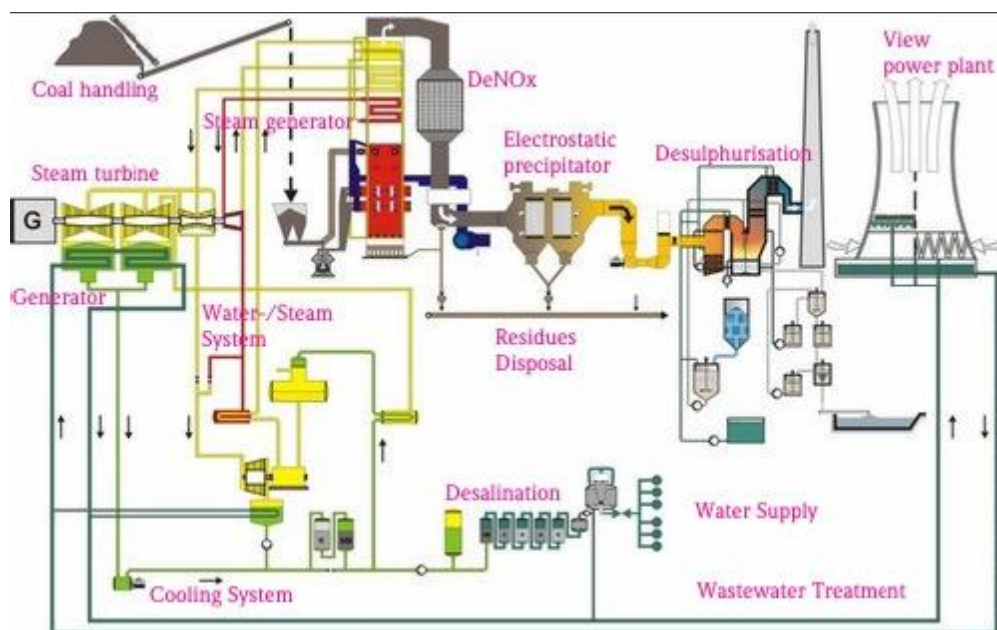 View
power plant
Coal handling
DeNOx
Steam generator
Electrostatic
precipitator
Desulphurisation
Steam turbine
G
Generator
Water-/Steam
System
Residues
Disposal
Desalination
Water Supply
Cooling System
Wastewater Treatment